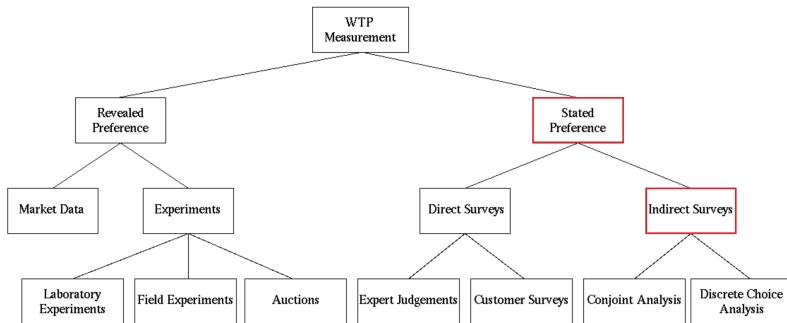 WTP
Measurement
Revealed
Preference
Stated
Preference
Market Data
Experiments
Direct Surveys
Indirect Surveys
Laboratory
Experiments
Field Experiments
Auctions
Expert Judgements
Customer Surveys
Conjoint Analysis
Discrete Choice
Analysis